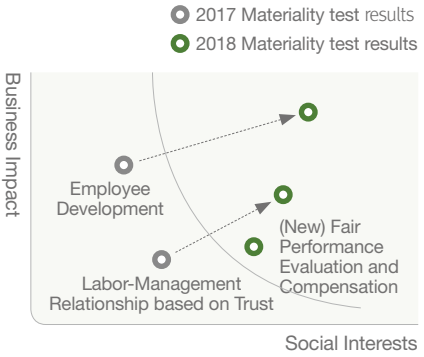 2017 Materiality test results
2018 Materiality test results
Business Impact
Employee
Development
(New) Fair
Performance
Evaluation and
Compensation
Labor-Management
Relationship based on Trust
Social Interests